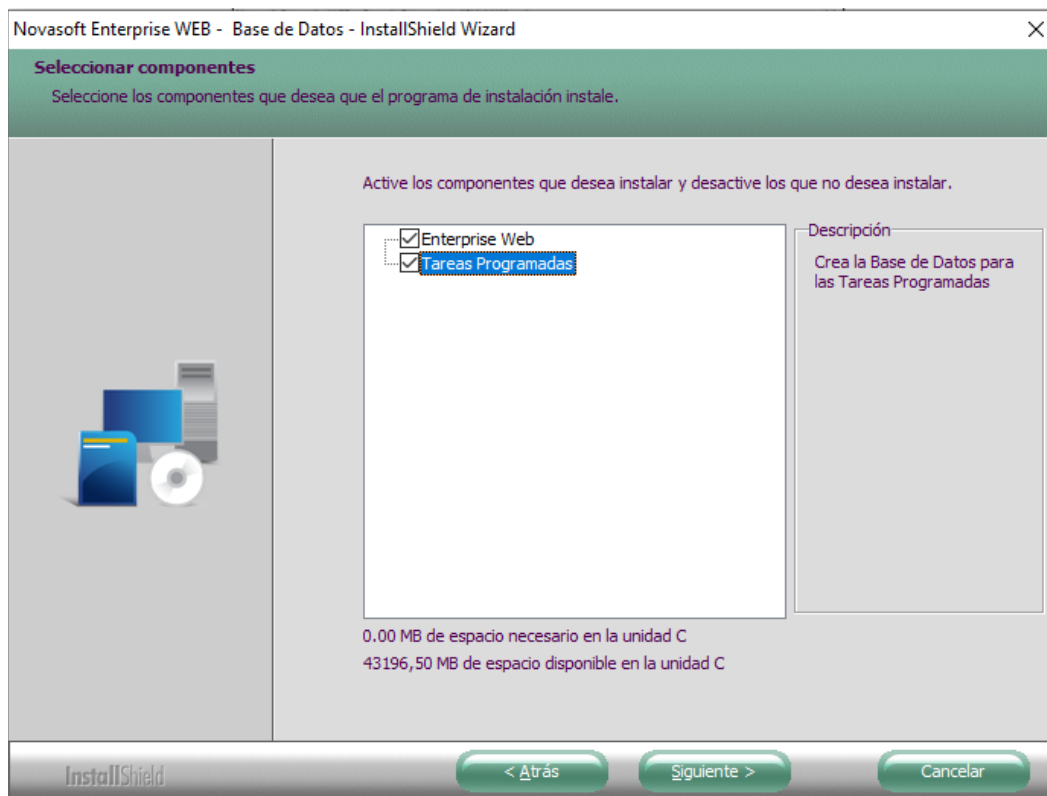 Novasoft Enterprise WEB - Base de Datos - InstallShield Wizard
Seleccionar componentes
Seleccione los componentes que desea que el programa de instalación instale.
Active los componentes que desea instalar y desactive los que no desea instalar.
Enterprise Web
Tareas Programadas
Descripción
Crea la Base de Datos para
las Tareas Programadas
0.00 MB de espacio necesario en la unidad C
43196,50 MB de espacio disponible en la unidad C
InstallShield
< Atrás
Siguiente >
Cancelar